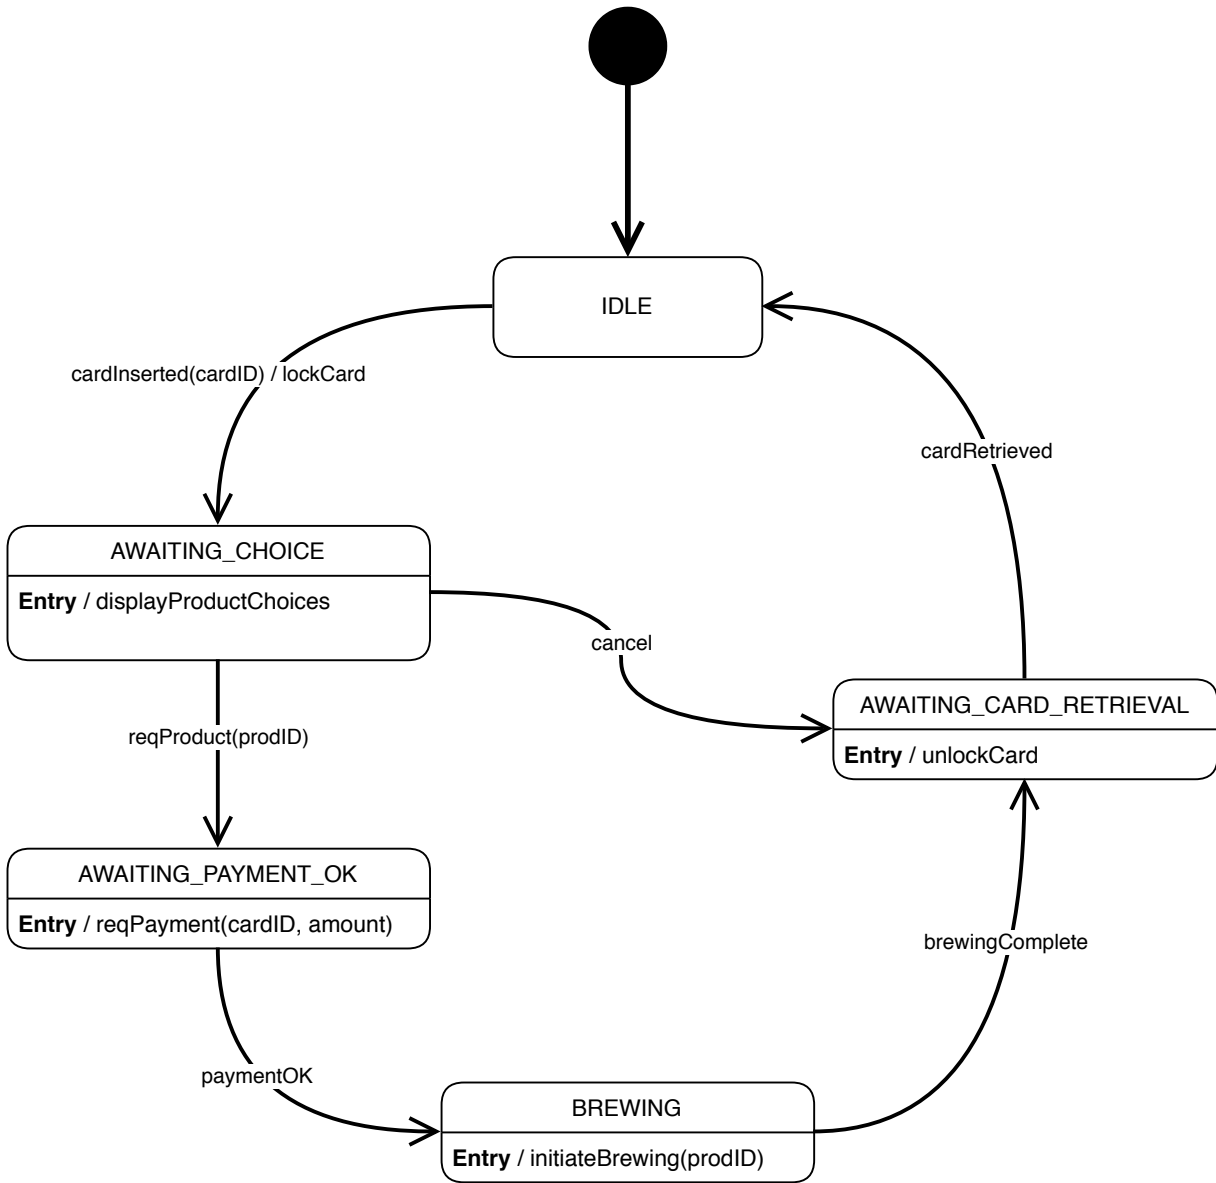 IDLE
cardInserted(cardID) / lockCard
cardRetrieved
AWAITING_CHOICE
Entry / displayProductChoices
cancel
AWAITING_CARD_RETRIEVAL
Entry / unlockCard
reqProduct(prodID)
AWAITING_PAYMENT_OK
Entry / reqPayment(cardID, amount)
brewingComplete
paymentOK
BREWING
Entry / initiateBrewing(prodID)